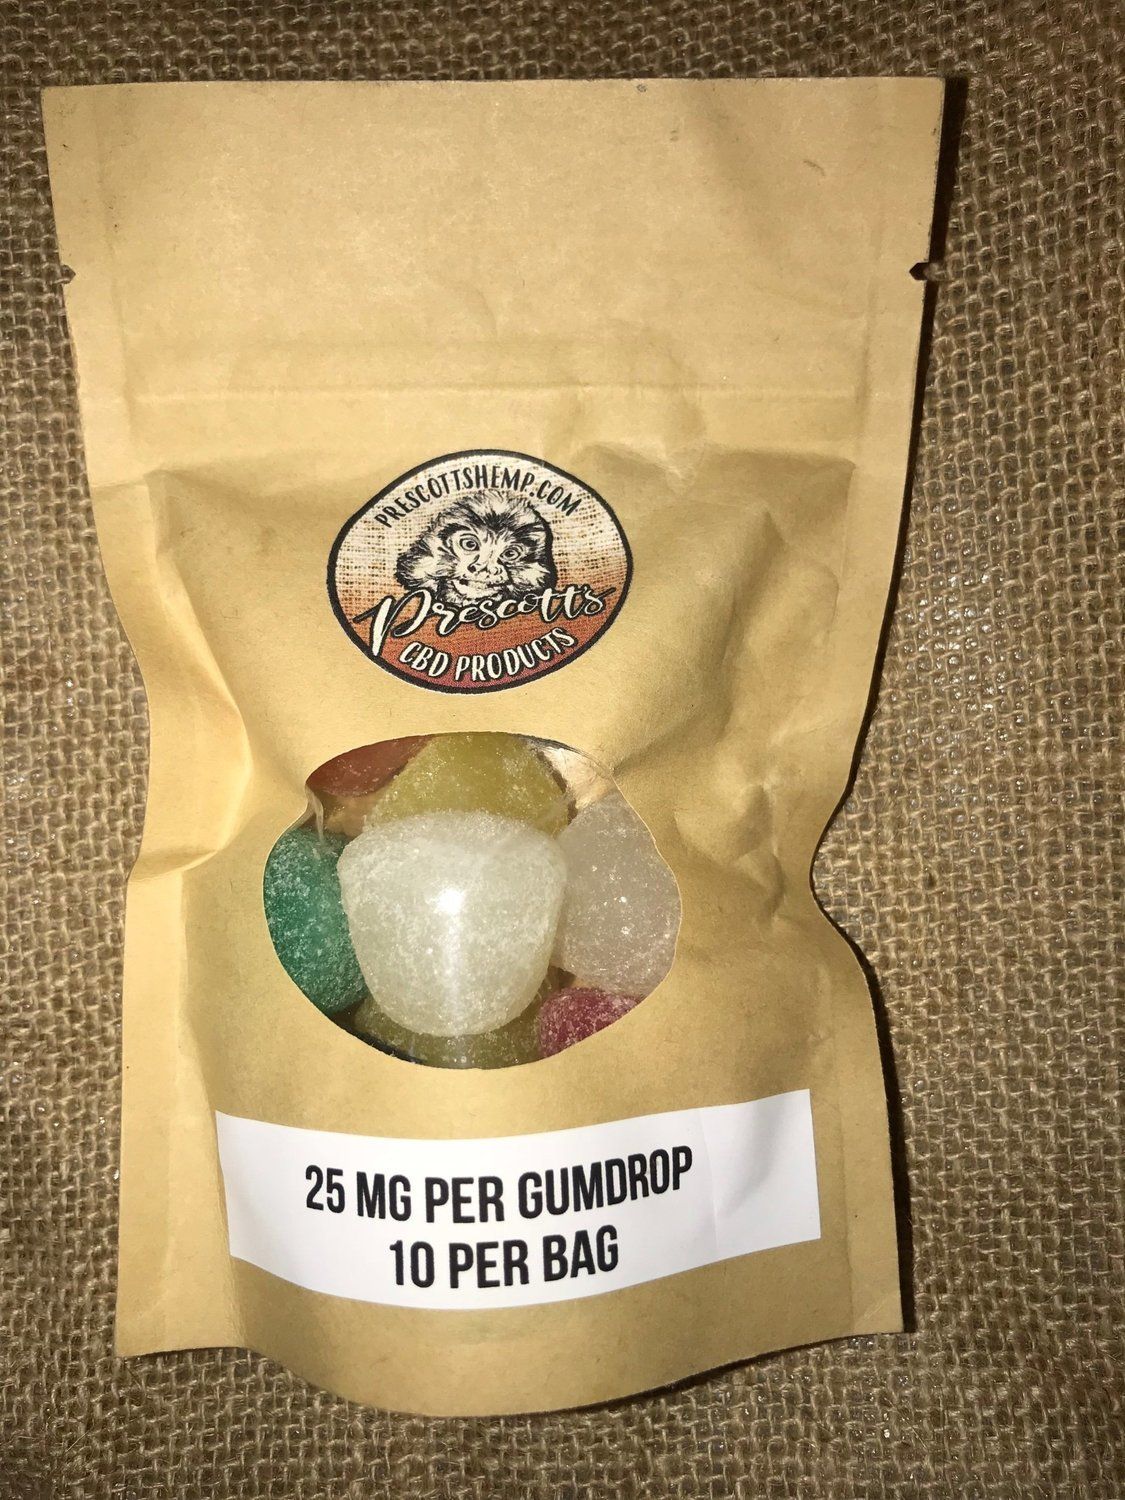 PRESCOTTSHEMP.COM
Prescott's
CBD PRODUCTS
25 MG PER GUMDROP
10 PER BAG